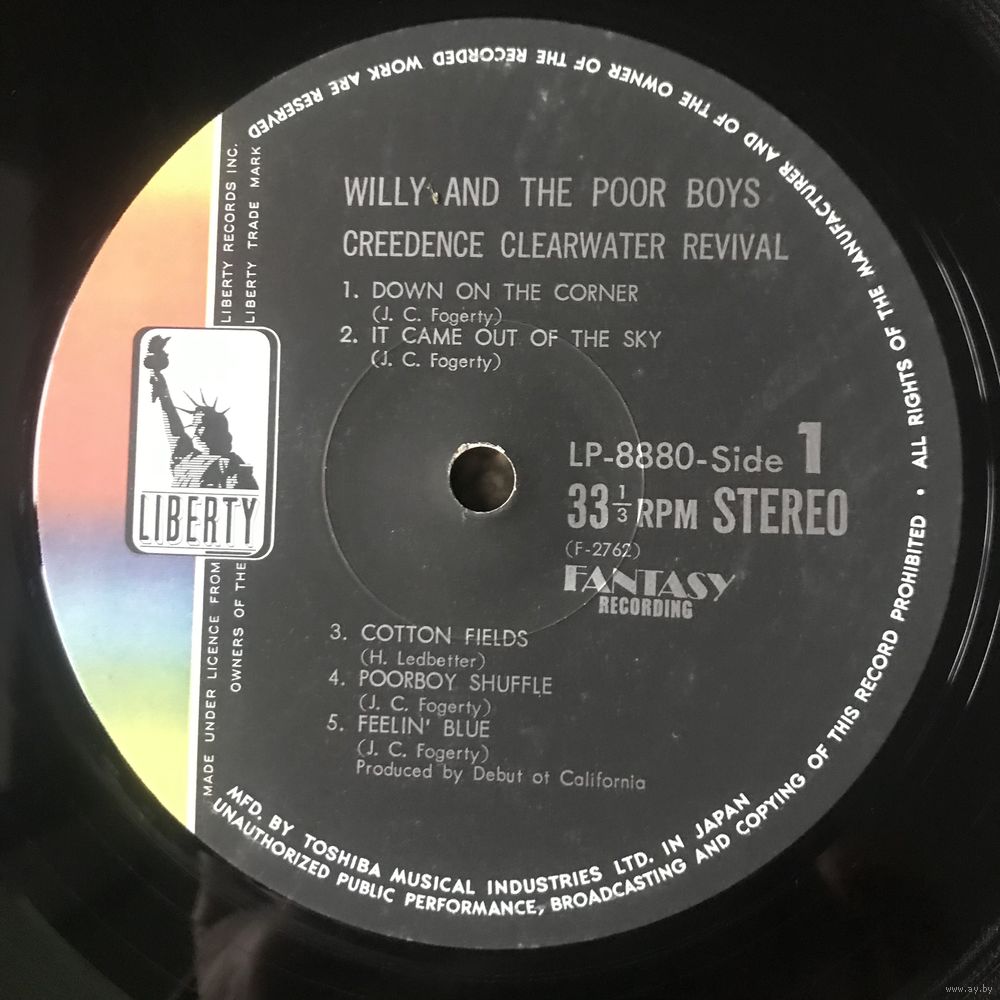 WILLY AND THE POOR BOYS
CREEDENCE CLEARWATER REVIVAL
1. DOWN ON THE CORNER
(J. C. Fogerty)
2. IT CAME OUT OF THE SKY
(J. C. Fogerty)
LP-8880-Side 1
33 1/3 RPM STEREO
(F-2762)
FANTASY
RECORDING
3. COTTON FIELDS
(H. Ledbetter)
4. POORBOY SHUFFLE
(J. C. Fogerty)
5. FEELIN' BLUE
(J. C. Fogerty)
Produced by Debut ot California
LIBERTY
MADE UNDER LICENCE FROM LIBERTY RECORDS INC.
OWNERS OF THE LIBERTY TRADE MARK
MFD. BY TOSHIBA MUSICAL INDUSTRIES LTD. IN JAPAN
UNAUTHORIZED PUBLIC PERFORMANCE, BROADCASTING AND COPYING OF THIS RECORD PROHIBITED • ALL RIGHTS OF THE MANUFACTURER AND OF THE OWNER OF THE RECORDED WORK ARE RESERVED
www.ay.by